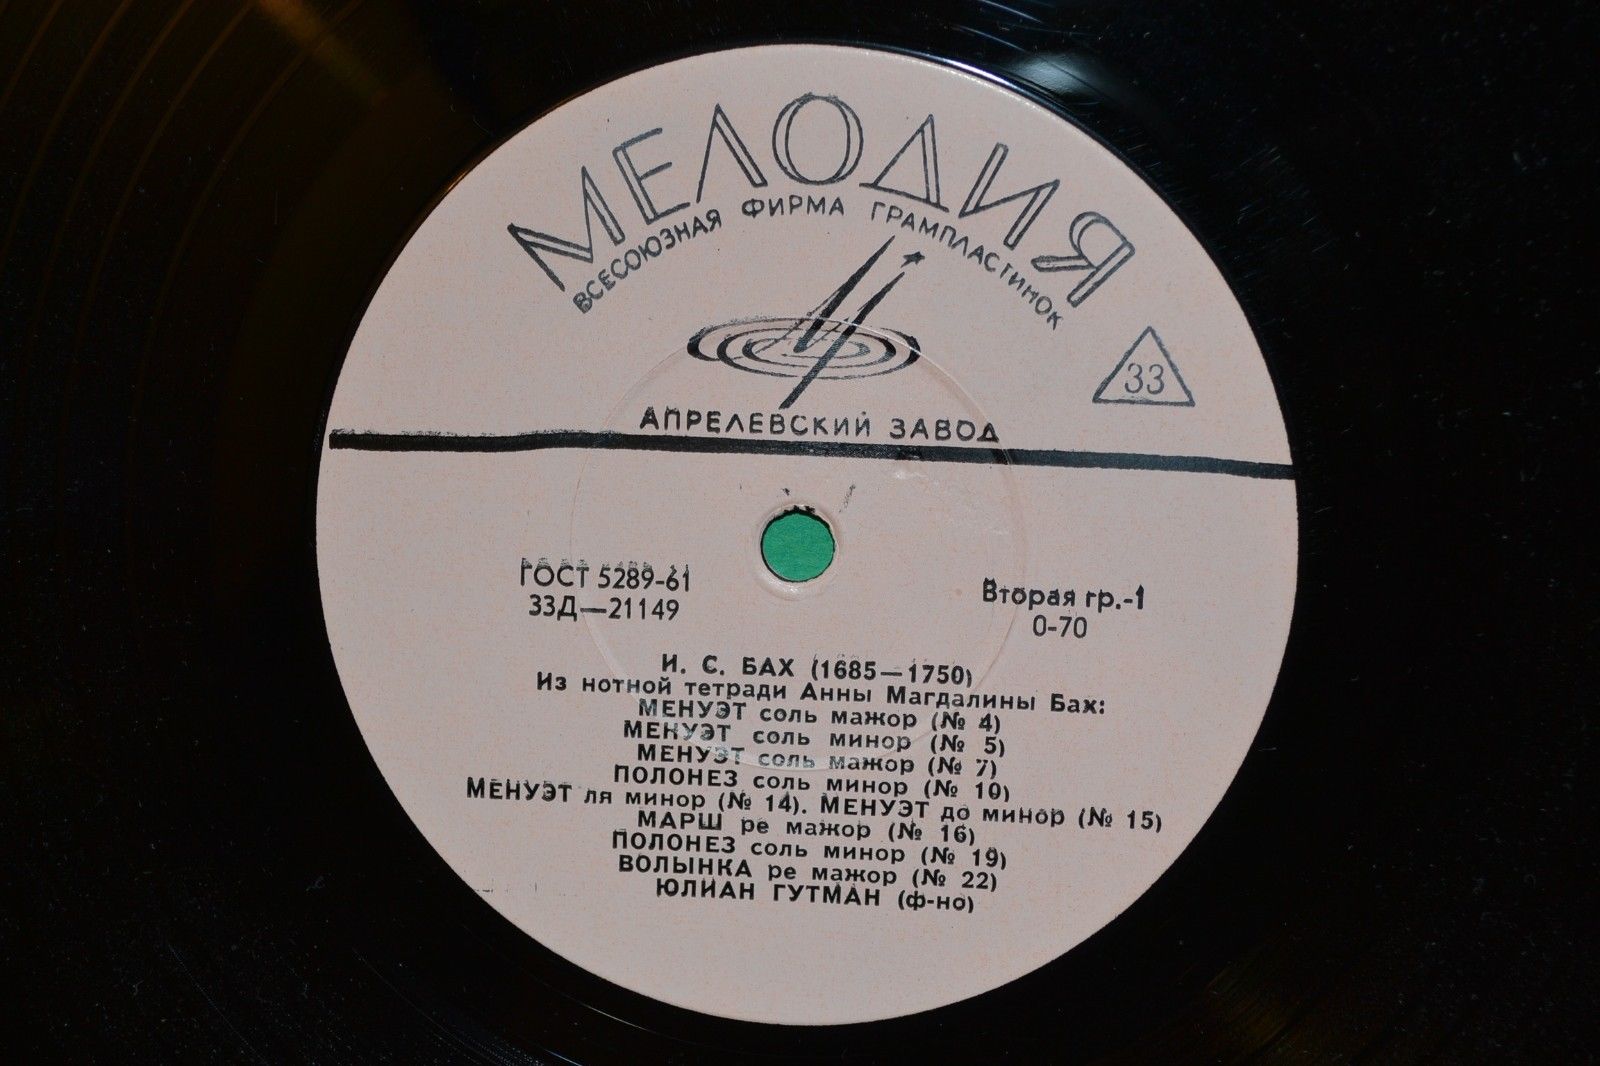 МЕЛОДИЯ
ВСЕСОЮЗНАЯ ФИРМА ГРАМПЛАСТИНОК
33
АПРЕЛЕВСКИЙ ЗАВОД
ГОСТ 5289-61
33Д—21149
Вторая гр.-1
0-70
И. С. БАХ (1685—1750)
Из нотной тетради Анны Магдалины Бах:
МЕНУЭТ соль мажор (№ 4)
МЕНУЭТ соль минор (№ 5)
МЕНУЭТ соль мажор (№ 7)
ПОЛОНЕЗ соль минор (№ 10)
МЕНУЭТ ля минор (№ 14). МЕНУЭТ до минор (№ 15)
МАРШ ре мажор (№ 16)
ПОЛОНЕЗ соль минор (№ 19)
ВОЛЫНКА ре мажор (№ 22)
ЮЛИАН ГУТМАН (ф-но)